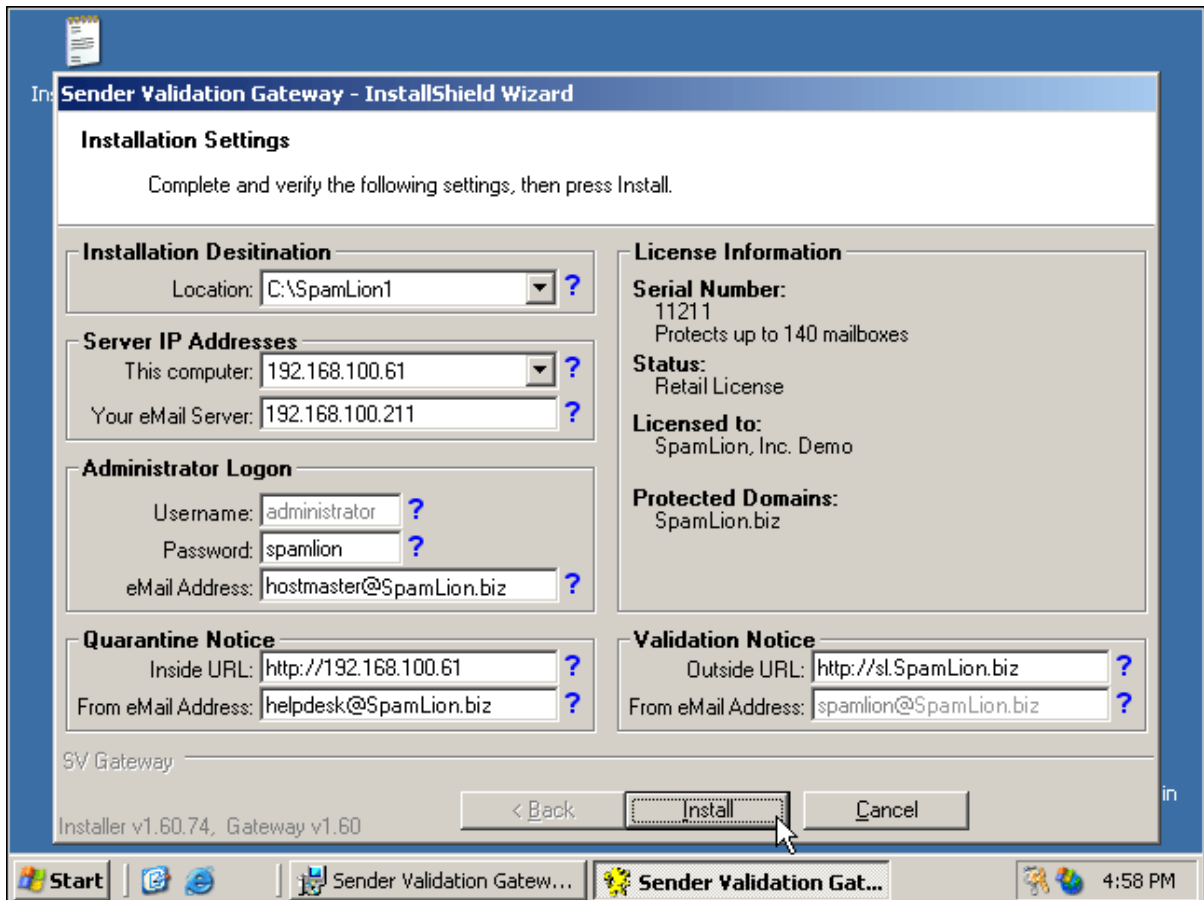 Ins
Sender Validation Gateway - InstallShield Wizard
Installation Settings
Complete and verify the following settings, then press Install.
Installation Desitination
Location: C:\SpamLion1 ?
Server IP Addresses
This computer: 192.168.100.61 ?
Your eMail Server: 192.168.100.211 ?
Administrator Logon
Username: administrator ?
Password: spamlion ?
eMail Address: hostmaster@SpamLion.biz ?
License Information
Serial Number:
11211
Protects up to 140 mailboxes
Status:
Retail License
Licensed to:
SpamLion, Inc. Demo
Protected Domains:
SpamLion.biz
Quarantine Notice
Inside URL: http://192.168.100.61 ?
From eMail Address: helpdesk@SpamLion.biz ?
Validation Notice
Outside URL: http://sl.SpamLion.biz ?
From eMail Address: spamlion@SpamLion.biz ?
SV Gateway
in
< Back Install Cancel
Installer v1.60.74, Gateway v1.60
Start Sender Validation Gatew... Sender Validation Gat... 4:58 PM